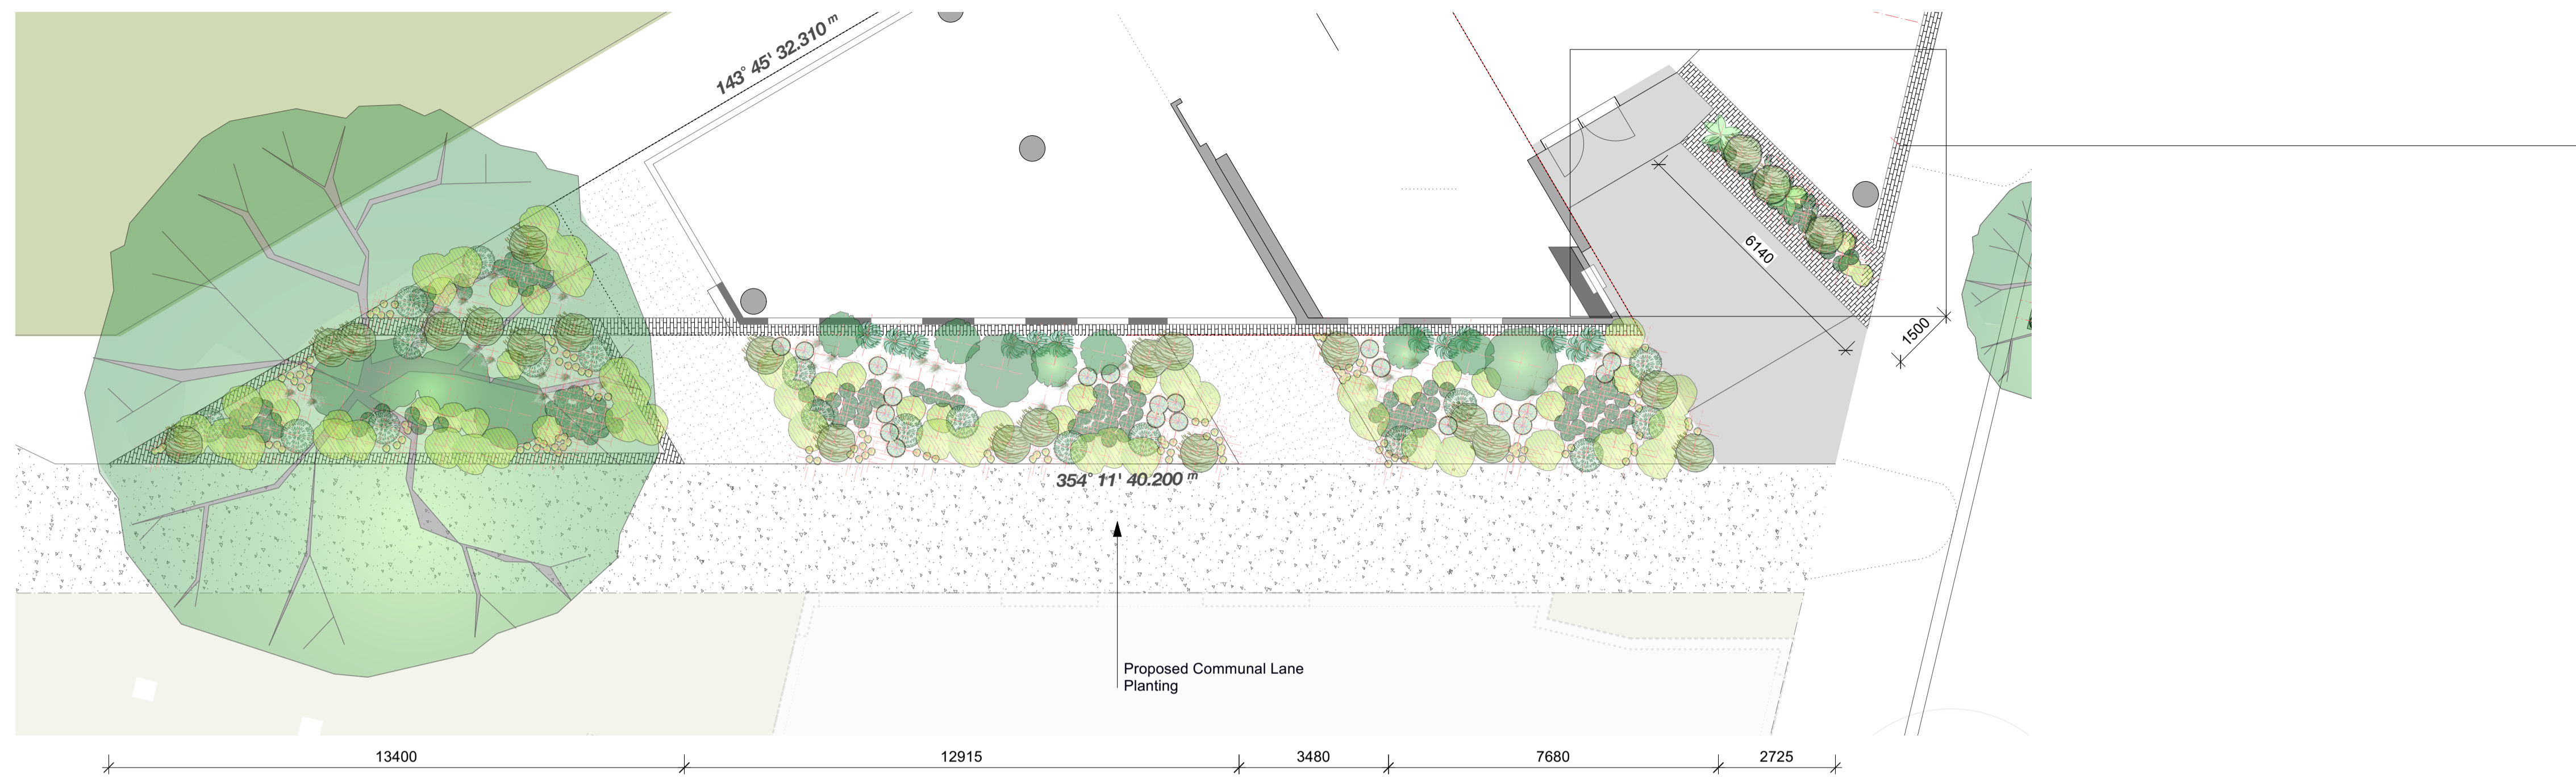 143° 45' 32.310 m
6140
1500
354° 11' 40.200 m
Proposed Communal Lane
Planting
13400
12915
3480
7680
2725